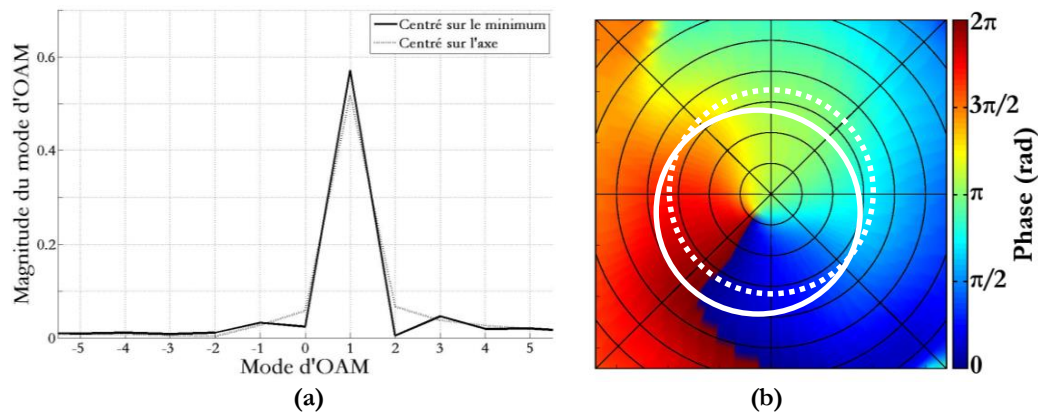 Magnitude du mode d'OAM
0.6
0.4
0.2
0
Centré sur le minimum
Centré sur l'axe
-5 -4 -3 -2 -1 0 1 2 3 4 5
Mode d'OAM
(a)
2π
3π/2
π
π/2
0
Phase (rad)
(b)